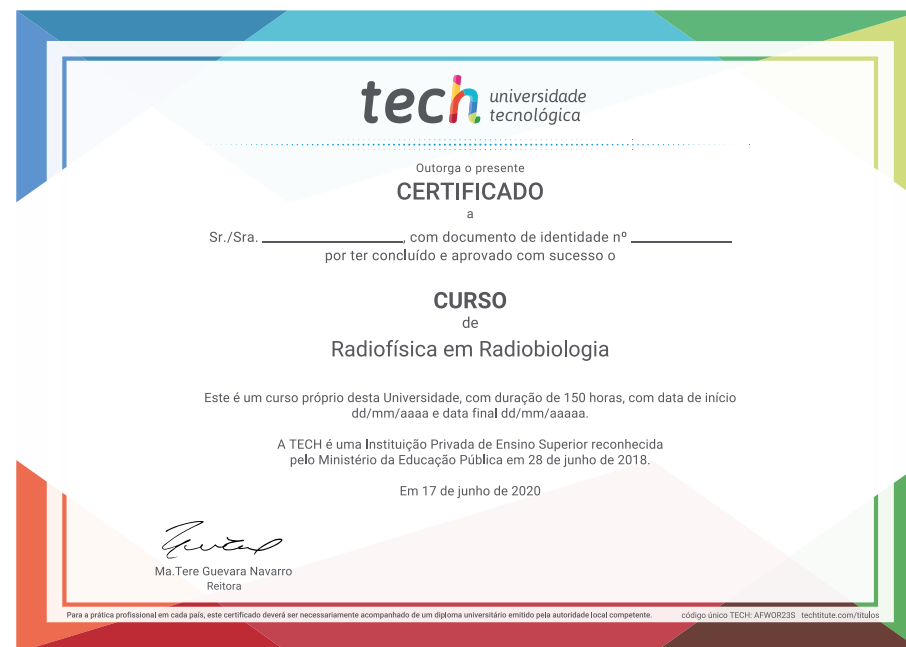 tech universidade
tecnológica
Outorga o presente
CERTIFICADO
a
Sr./Sra. ____________________, com documento de identidade nº ______________
por ter concluído e aprovado com sucesso o
CURSO
de
Radiofísica em Radiobiologia
Este é um curso próprio desta Universidade, com duração de 150 horas, com data de início
dd/mm/aaaa e data final dd/mm/aaaaa.
A TECH é uma Instituição Privada de Ensino Superior reconhecida
pelo Ministério da Educação Pública em 28 de junho de 2018.
Em 17 de junho de 2020
Ma.Tere Guevara Navarro
Reitora
Para a prática profissional em cada país, este certificado deverá ser necessariamente acompanhado de um diploma universitário emitido pela autoridade local competente. código único TECH: AFWOR23S techtitute.com/titulos